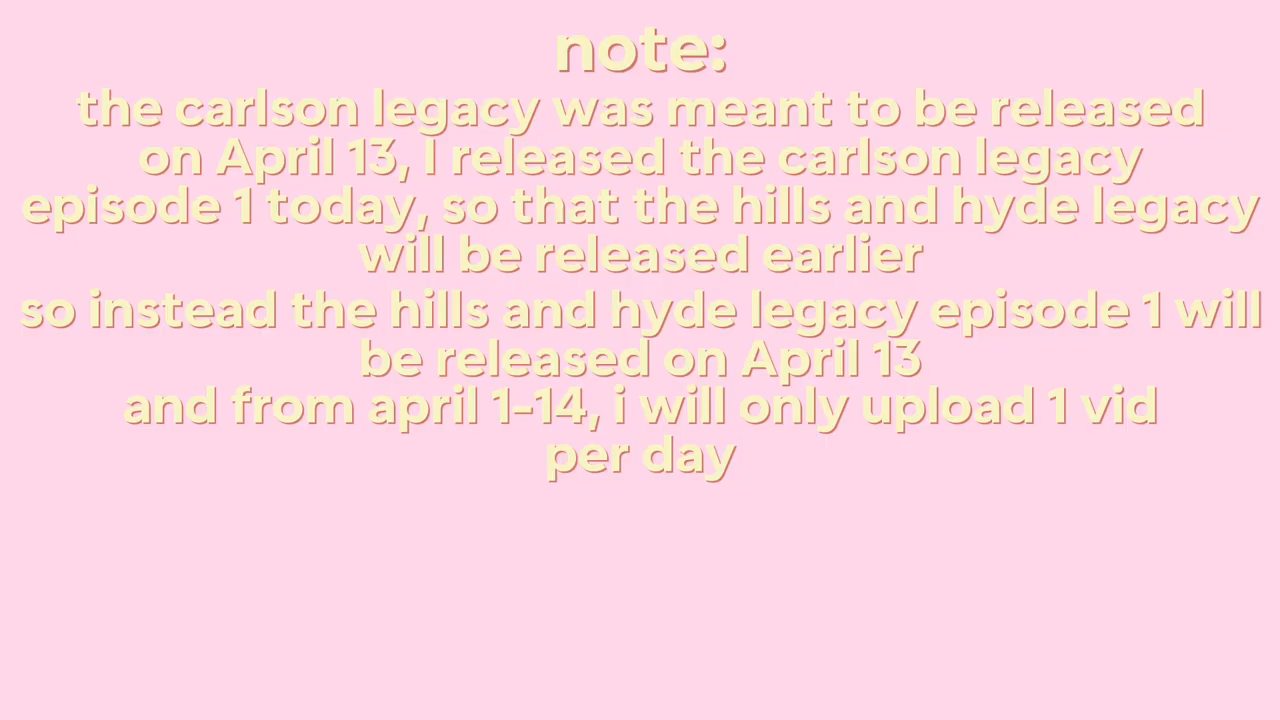 note:
the carlson legacy was meant to be released
on April 13, I released the carlson legacy
episode 1 today, so that the hills and hyde legacy
will be released earlier
so instead the hills and hyde legacy episode 1 will
be released on April 13
and from april 1-14, i will only upload 1 vid
per day